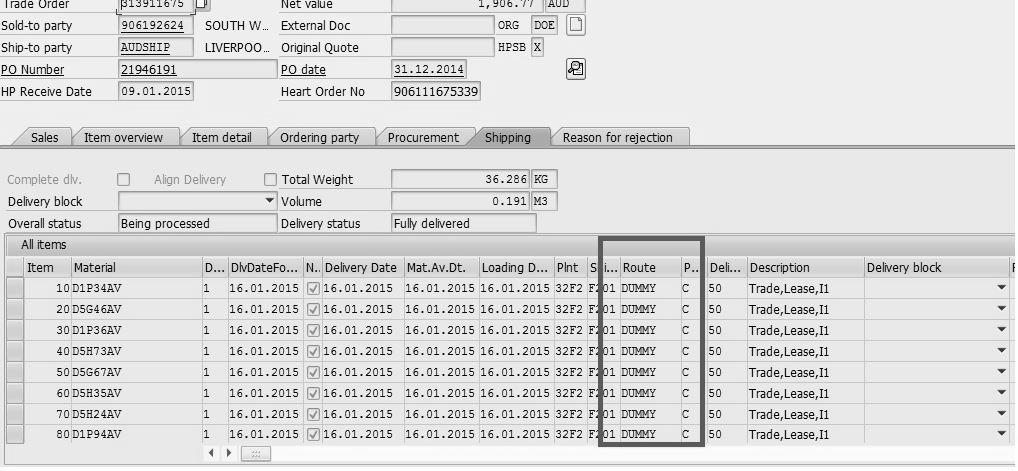 Trade Order 313911675 Net value 1,906.77 AUD
Sold-to party 906192624 SOUTH W... External Doc ORG DOE
Ship-to party AUDSHIP LIVERPOO... Original Quote HPSB X
PO Number 21946191 PO date 31.12.2014
HP Receive Date 09.01.2015 Heart Order No 906111675339
Sales Item overview Item detail Ordering party Procurement Shipping Reason for rejection
Complete dlv. Align Delivery Total Weight 36.286 KG
Delivery block Volume 0.191 M3
Overall status Being processed Delivery status Fully delivered
All items
Item Material D... DlvDateFo... N.. Delivery Date Mat.Av.Dt. Loading D... Plnt Route P... Deli... Description Delivery block
10 D1P34AV 1 16.01.2015 16.01.2015 16.01.2015 16.01.2015 32F2 F201 DUMMY C 50 Trade,Lease,I1
20 D5G46AV 1 16.01.2015 16.01.2015 16.01.2015 16.01.2015 32F2 F201 DUMMY C 50 Trade,Lease,I1
30 D1P36AV 1 16.01.2015 16.01.2015 16.01.2015 16.01.2015 32F2 F201 DUMMY C 50 Trade,Lease,I1
40 D5H73AV 1 16.01.2015 16.01.2015 16.01.2015 16.01.2015 32F2 F201 DUMMY C 50 Trade,Lease,I1
50 D5G67AV 1 16.01.2015 16.01.2015 16.01.2015 16.01.2015 32F2 F201 DUMMY C 50 Trade,Lease,I1
60 D5H35AV 1 16.01.2015 16.01.2015 16.01.2015 16.01.2015 32F2 F201 DUMMY C 50 Trade,Lease,I1
70 D5H24AV 1 16.01.2015 16.01.2015 16.01.2015 16.01.2015 32F2 F201 DUMMY C 50 Trade,Lease,I1
80 D1P94AV 1 16.01.2015 16.01.2015 16.01.2015 16.01.2015 32F2 F201 DUMMY C 50 Trade,Lease,I1